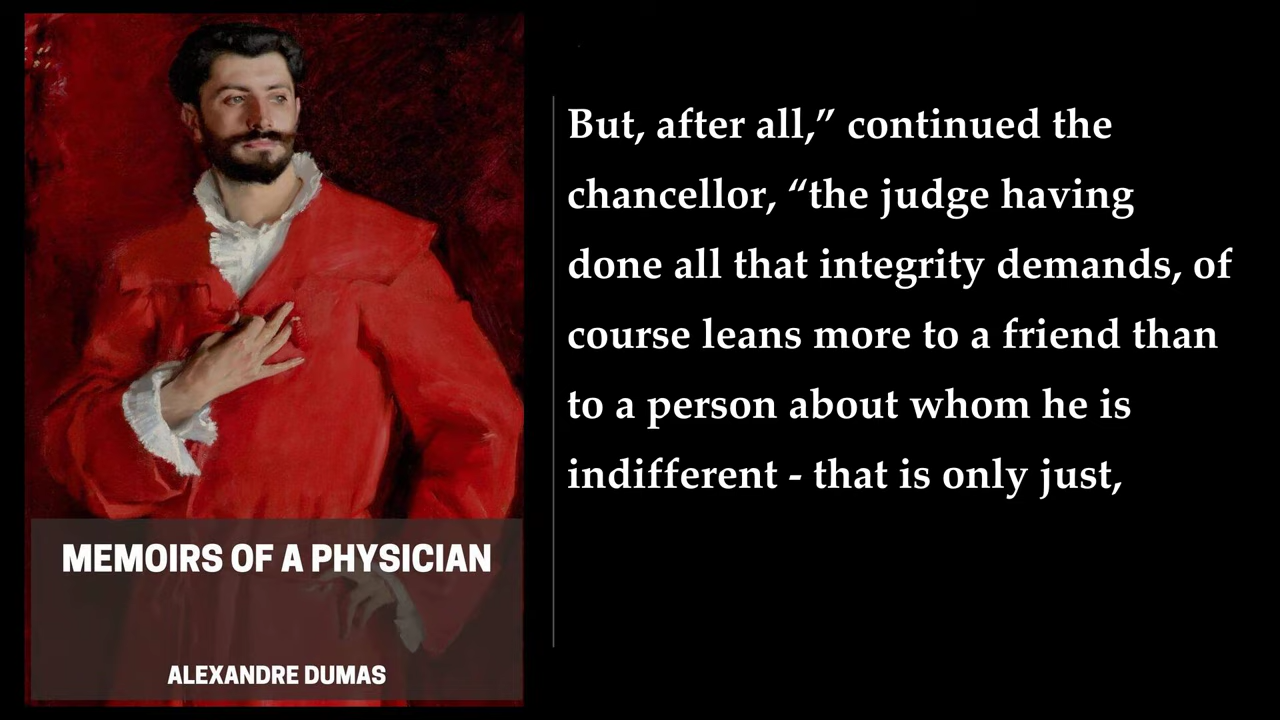 But, after all,” continued the
chancellor, “the judge having
done all that integrity demands, of
course leans more to a friend than
to a person about whom he is
indifferent - that is only just,
MEMOIRS OF A PHYSICIAN
ALEXANDRE DUMAS